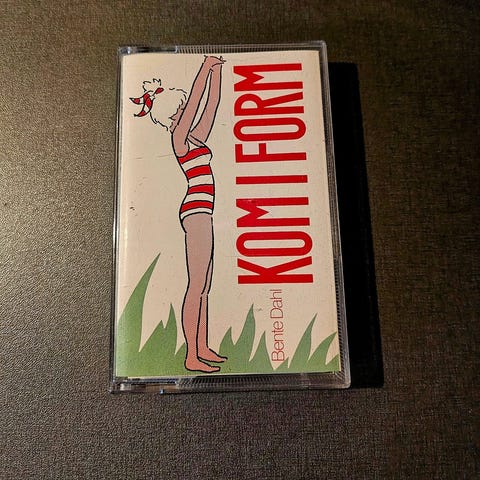 KOM I FORM
Bente Dahl